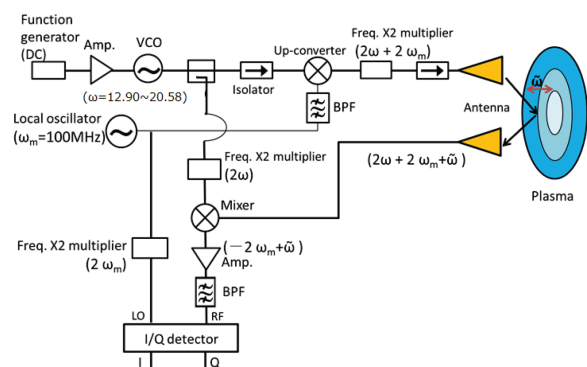 Function
generator
(DC)
Amp.
VCO
(ω=12.90~20.58)
Isolator
Up-converter
Freq. X2 multiplier
(2ω + 2 ωm)
BPF
Antenna
ω̃
Plasma
Local oscillator
(ωm=100MHz)
Freq. X2 multiplier
(2ω)
(2ω + 2 ωm+ω̃ )
Mixer
(−2 ωm+ω̃ )
Amp.
Freq. X2 multiplier
(2 ωm)
BPF
LO
RF
I/Q detector
I
Q